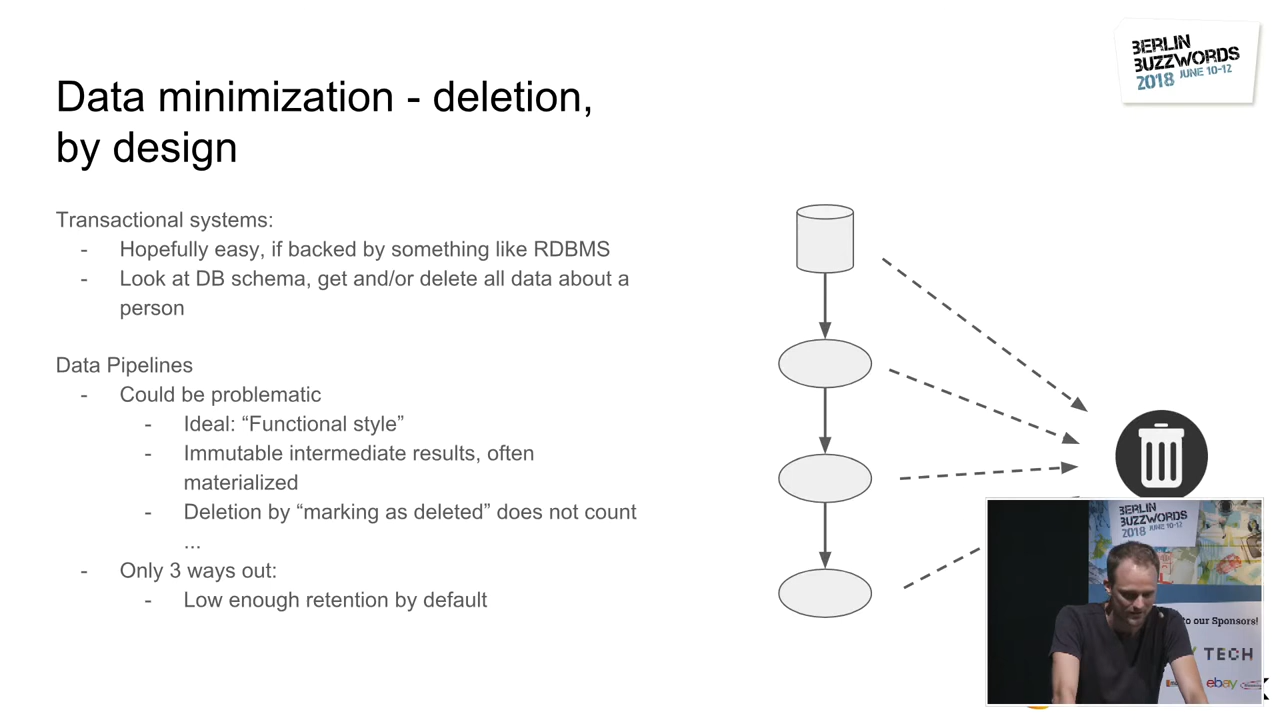 BERLIN
BUZZWORDS
2018 JUNE 10-12
Data minimization - deletion,
by design
Transactional systems:
- Hopefully easy, if backed by something like RDBMS
- Look at DB schema, get and/or delete all data about a
person
Data Pipelines
- Could be problematic
- Ideal: “Functional style”
- Immutable intermediate results, often
materialized
- Deletion by “marking as deleted” does not count
...
- Only 3 ways out:
- Low enough retention by default
BERLIN
BUZZWORDS
2018 JUNE 10-12
to our Sponsors!
TECH
ebay